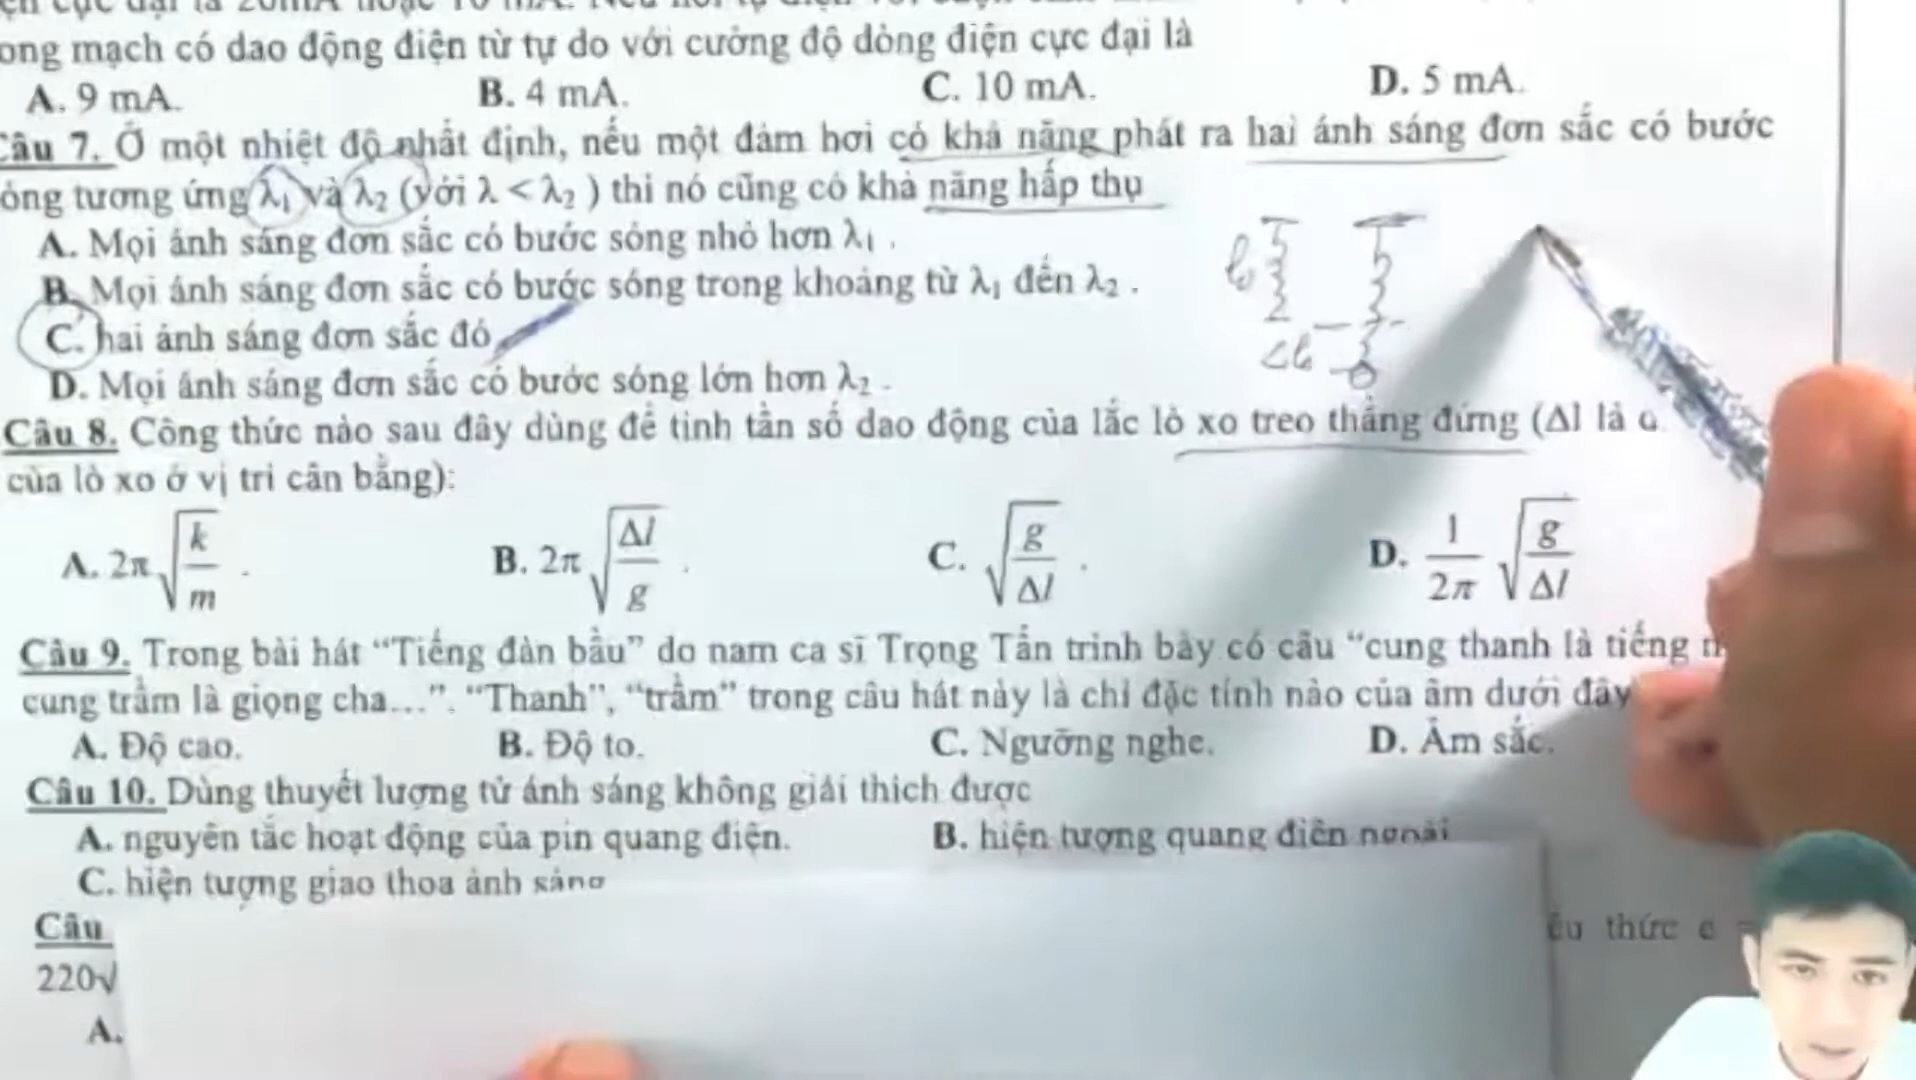 ong mạch có dao động điện từ tự do với cường độ dòng điện cực đại là
A. 9 mA. B. 4 mA. C. 10 mA. D. 5 mA.
Câu 7. Ở một nhiệt độ nhất định, nếu một đám hơi có khả năng phát ra hai ánh sáng đơn sắc có bước
óng tương ứng λ₁ và λ₂ (với λ < λ₂ ) thì nó cũng có khả năng hấp thụ
A. Mọi ánh sáng đơn sắc có bước sóng nhỏ hơn λ₁ .
B. Mọi ánh sáng đơn sắc có bước sóng trong khoảng từ λ₁ đến λ₂ .
C. hai ánh sáng đơn sắc đó
D. Mọi ánh sáng đơn sắc có bước sóng lớn hơn λ₂ .
Câu 8. Công thức nào sau đây dùng để tính tần số dao động của lắc lò xo treo thẳng đứng (Δl là
của lò xo ở vị trí cân bằng):
A. 2π√(k/m) . B. 2π√(Δl/g) . C. √(g/Δl) . D. 1/2π √(g/Δl)
Câu 9. Trong bài hát “Tiếng đàn bầu” do nam ca sĩ Trọng Tấn trình bày có câu “cung thanh là tiếng
cung trầm là giọng cha…”. “Thanh”, “trầm” trong câu hát này là chỉ đặc tính nào của âm dưới đây
A. Độ cao. B. Độ to. C. Ngưỡng nghe. D. Âm sắc.
Câu 10. Dùng thuyết lượng tử ánh sáng không giải thích được
A. nguyên tắc hoạt động của pin quang điện. B. hiện tượng quang điện ngoài
C. hiện tượng giao thoa ánh sáng
Câu thức e
220√
A.